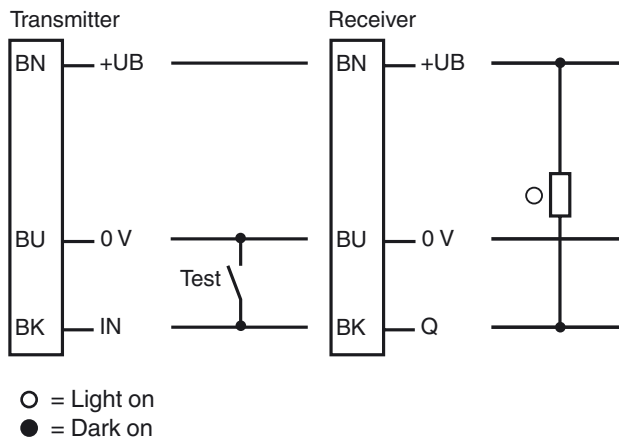 Transmitter
BN +UB
BU 0 V
Test
BK IN
Receiver
BN +UB
BU 0 V
BK Q
= Light on
= Dark on